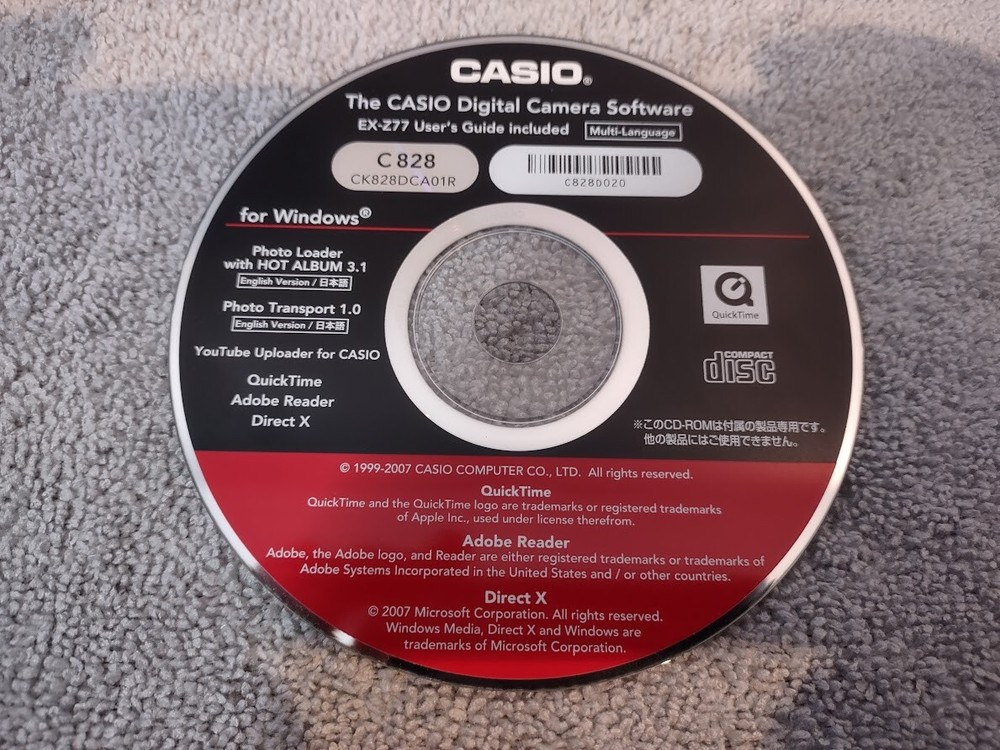 CASIO®
The CASIO Digital Camera Software
EX-Z77 User's Guide included Multi-Language
C 828
CK828DCA01R
C828D020
for Windows®
Photo Loader
with HOT ALBUM 3.1
English Version / 日本語
Photo Transport 1.0
English Version / 日本語
YouTube Uploader for CASIO
QuickTime
Adobe Reader
Direct X
QuickTime
COMPACT
disc
※このCD-ROMは付属の製品専用です。
他の製品にはご使用できません。
© 1999-2007 CASIO COMPUTER CO., LTD. All rights reserved.
QuickTime
QuickTime and the QuickTime logo are trademarks or registered trademarks
of Apple Inc., used under license therefrom.
Adobe Reader
Adobe, the Adobe logo, and Reader are either registered trademarks or trademarks of
Adobe Systems Incorporated in the United States and / or other countries.
Direct X
© 2007 Microsoft Corporation. All rights reserved.
Windows Media, Direct X and Windows are
trademarks of Microsoft Corporation.